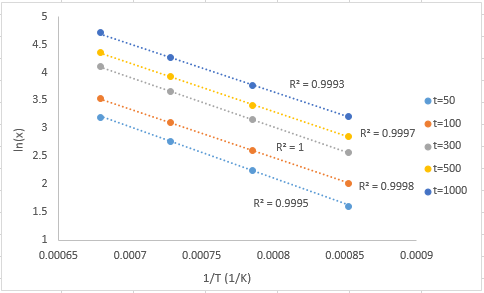 5
4.5
4
3.5
3
2.5
2
1.5
1
ln(x)
R² = 0.9993
R² = 0.9997
R² = 1
R² = 0.9998
R² = 0.9995
t=50
t=100
t=300
t=500
t=1000
0.00065 0.0007 0.00075 0.0008 0.00085 0.0009
1/T (1/K)